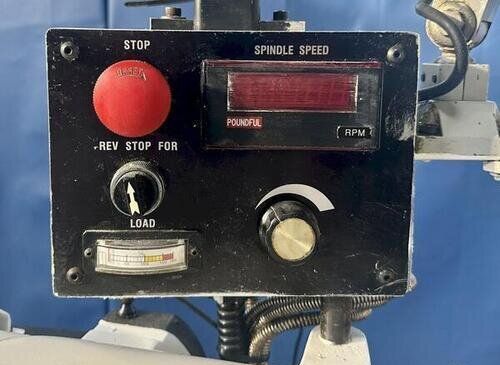 STOP
SPINDLE SPEED
POUNDFUL
RPM
REV STOP FOR
LOAD